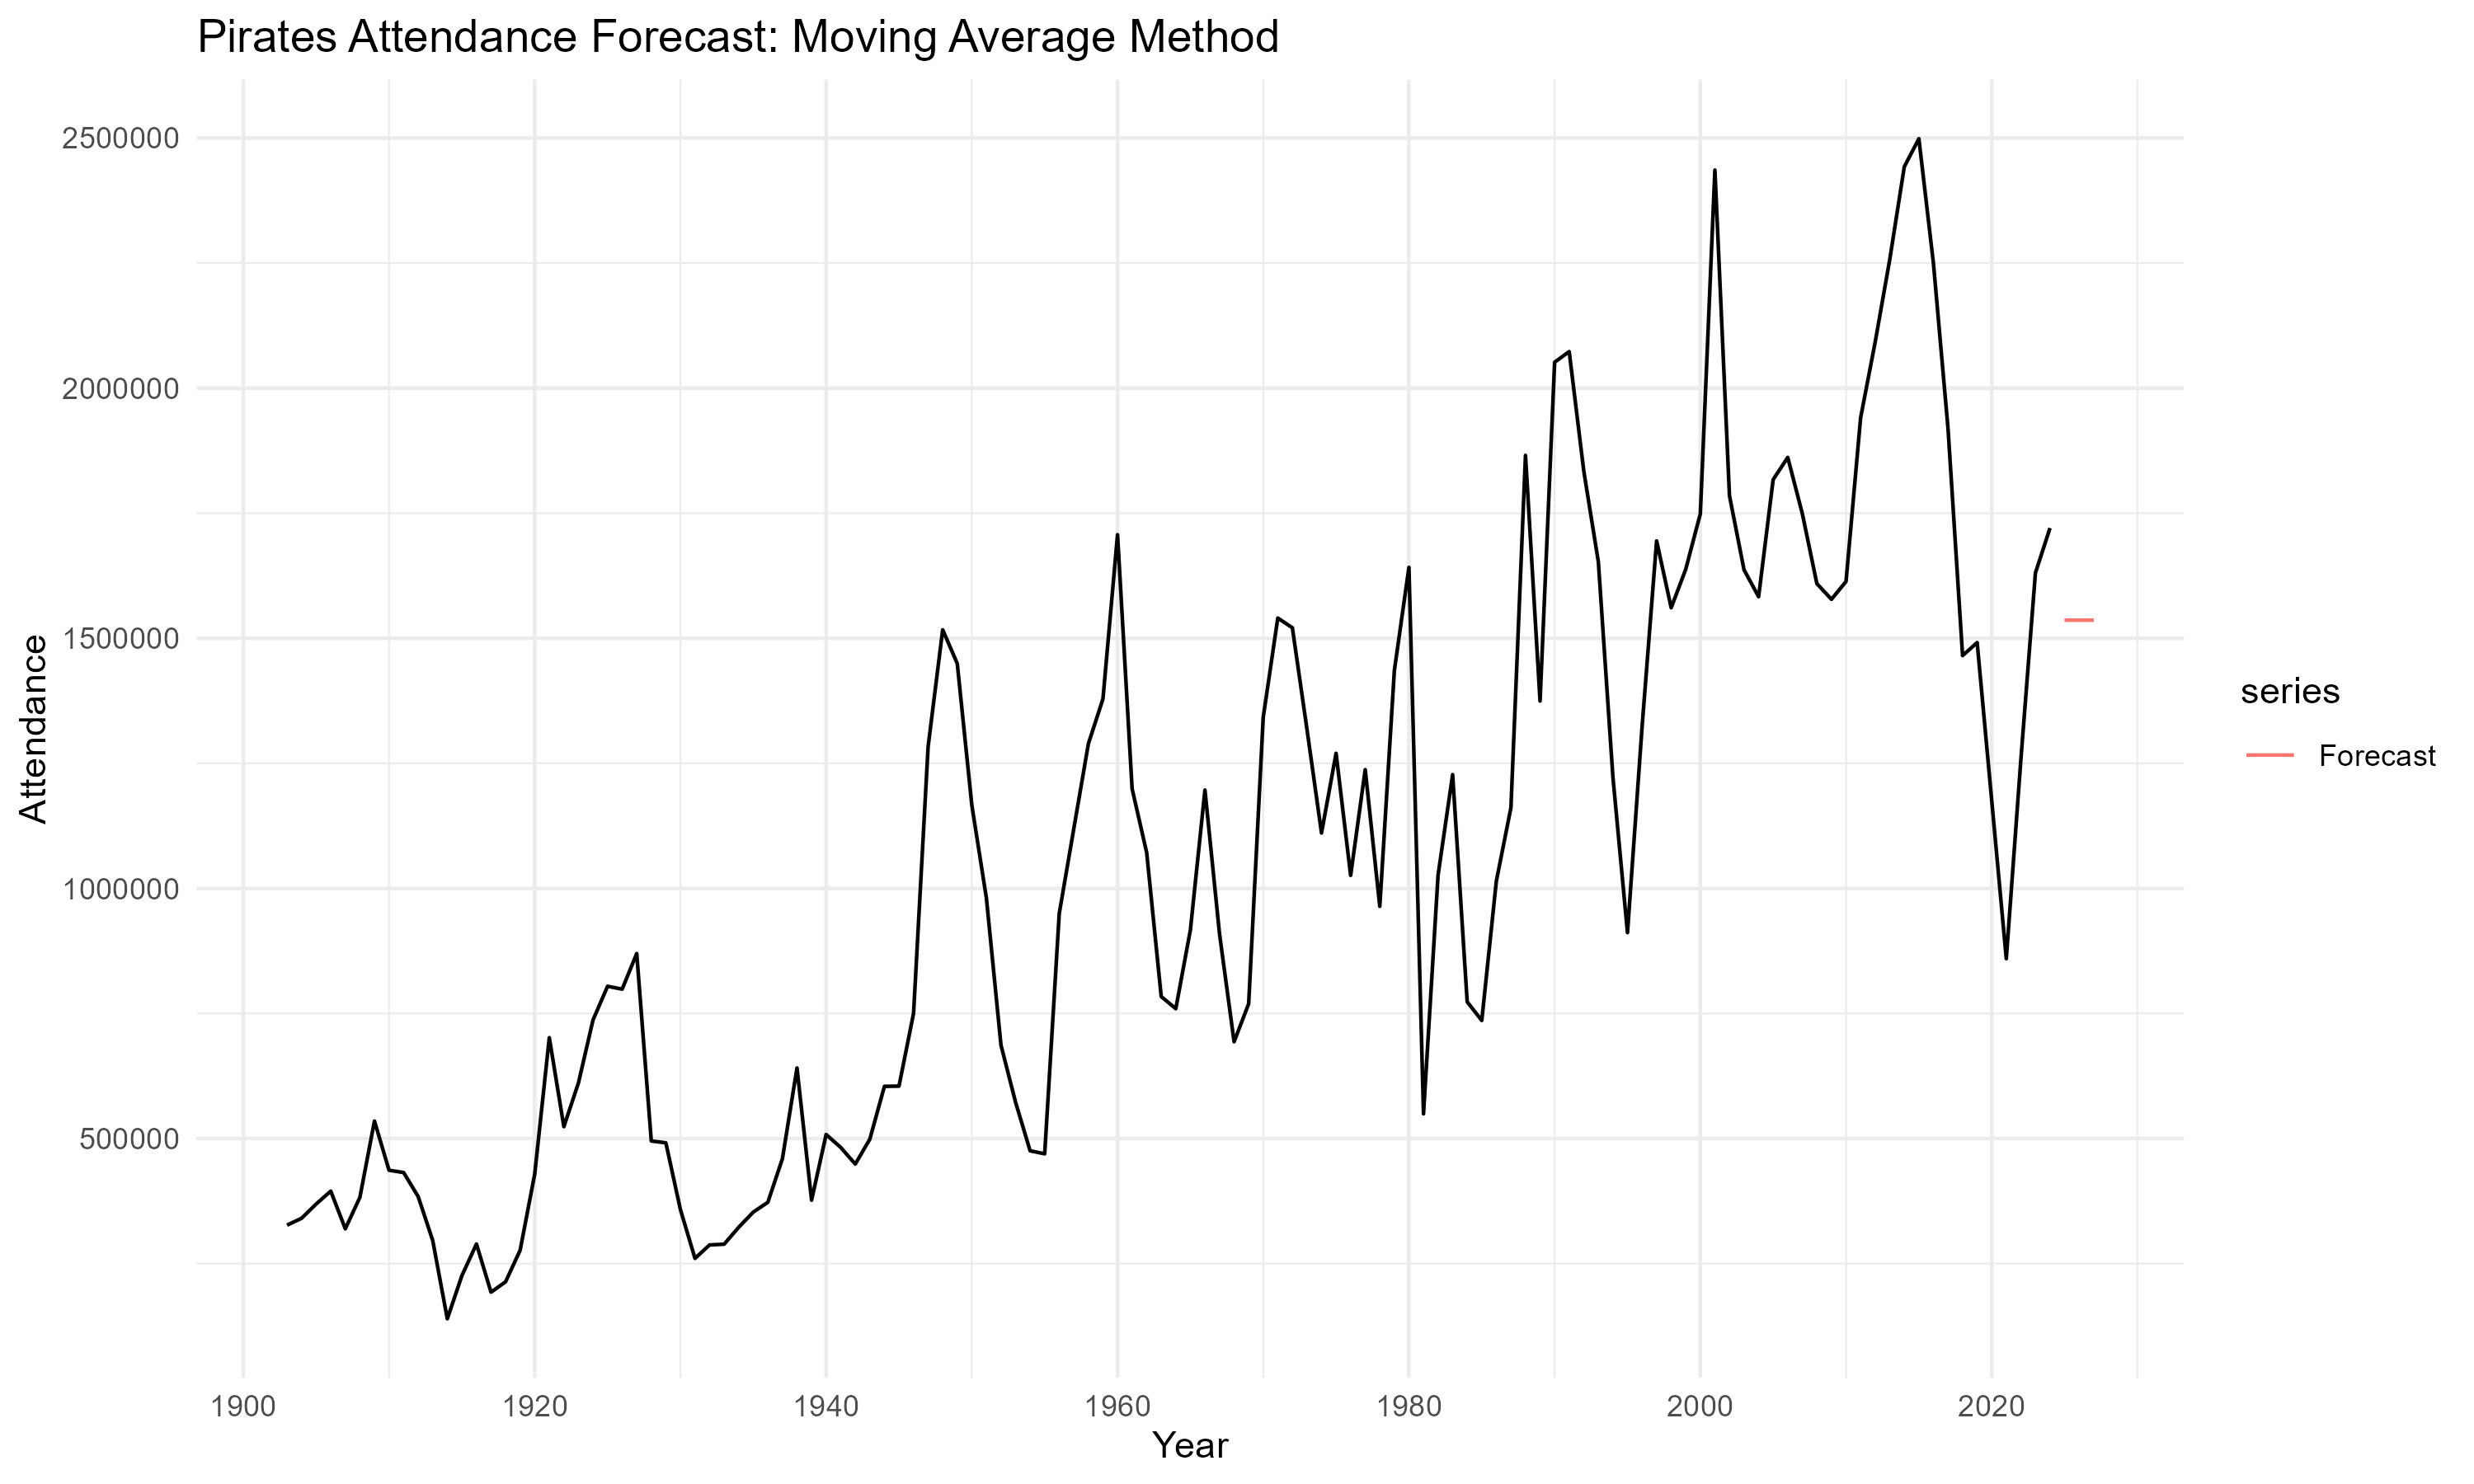 Pirates Attendance Forecast: Moving Average Method
2500000
2000000
1500000
1000000
500000
Attendance
1900
1920
1940
1960
1980
2000
2020
Year
series
Forecast